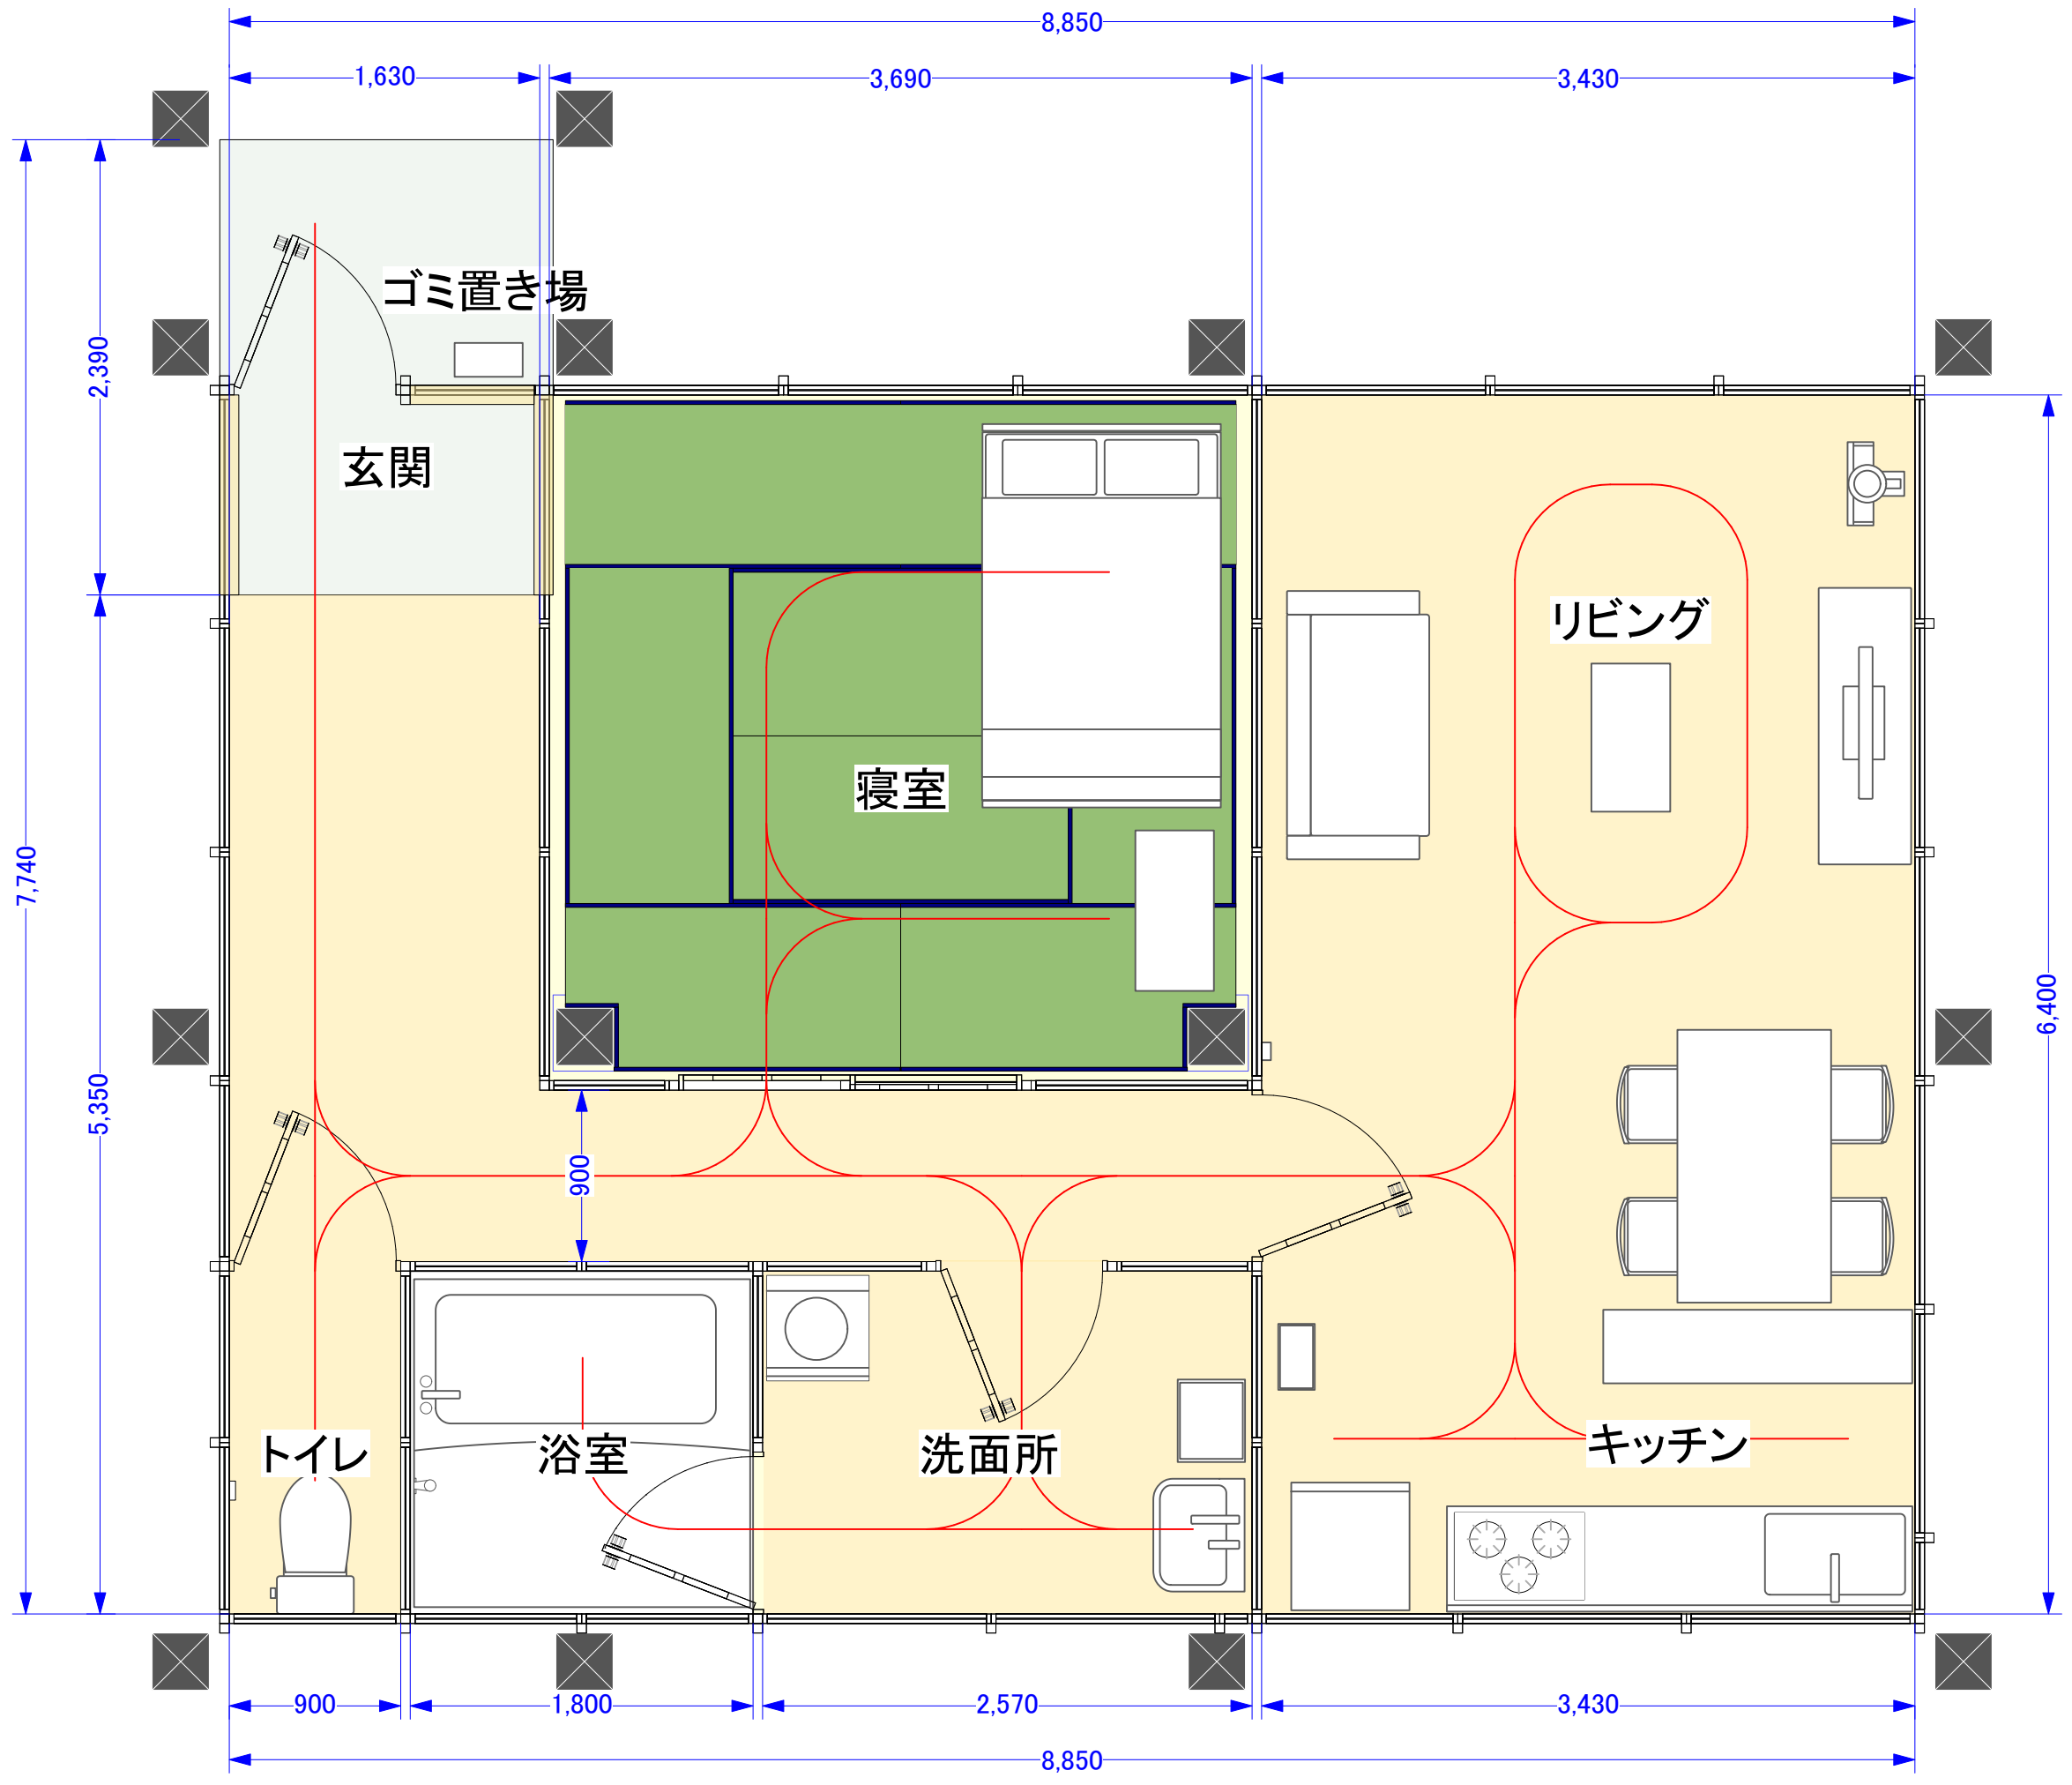 8,850
1,630
3,690
3,430
ゴミ置き場
2,390
玄関
リビング
寝室
7,740
6,400
5,350
900
トイレ
浴室
洗面所
キッチン
900
1,800
2,570
3,430
8,850